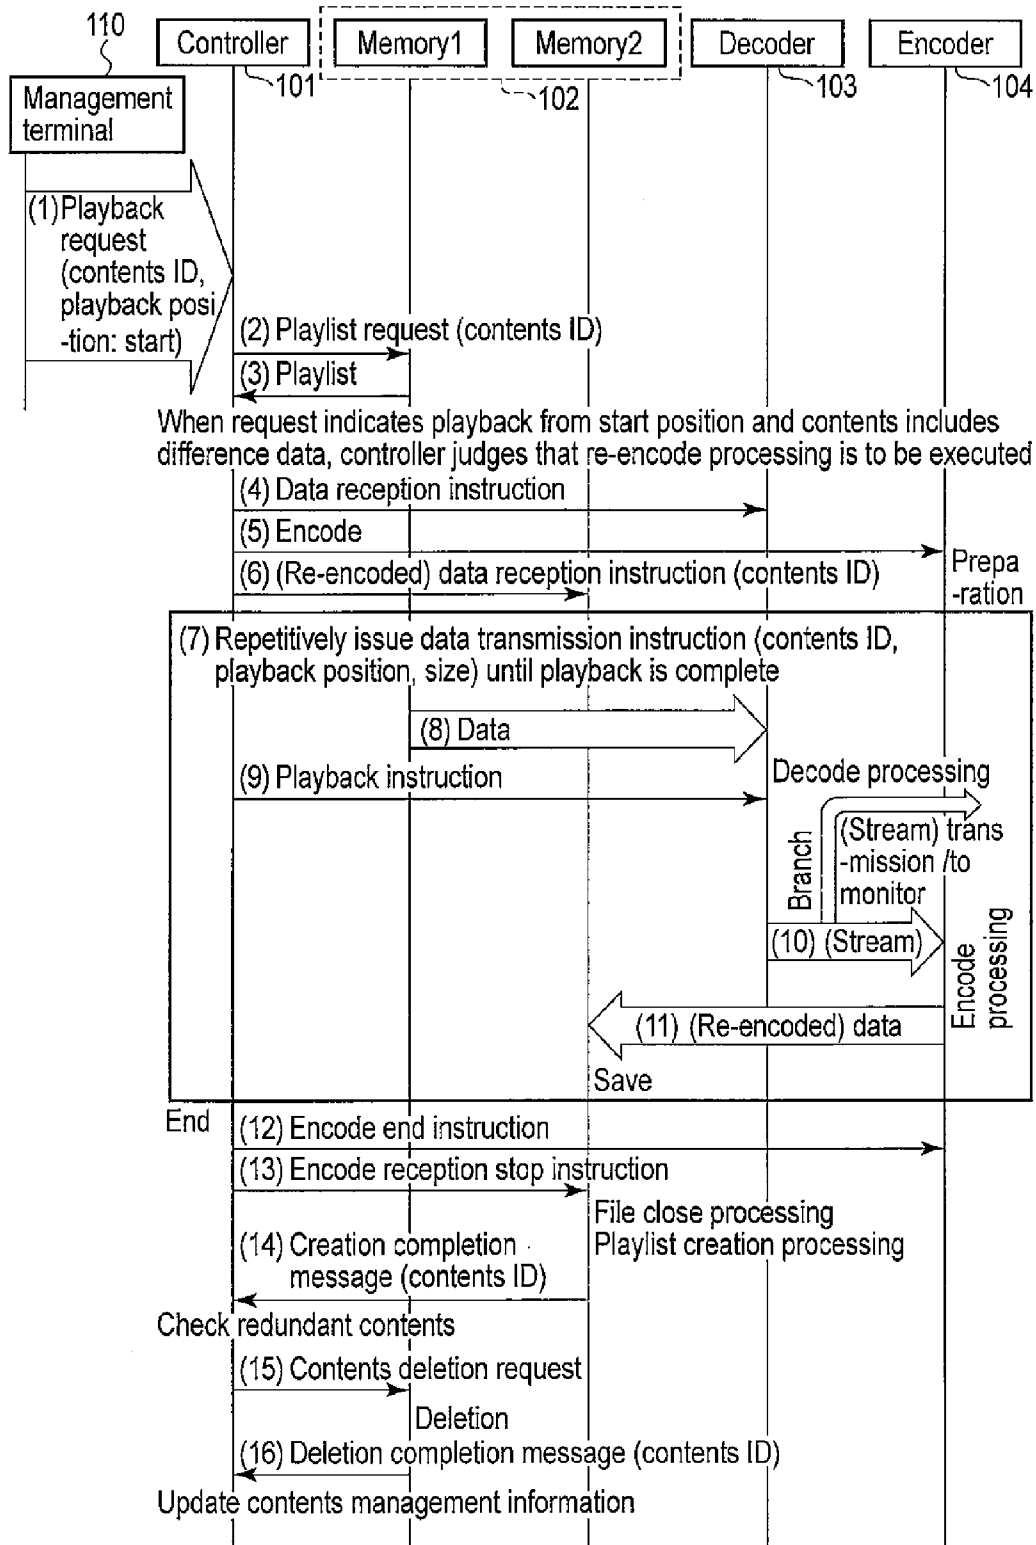 110
Controller
Memory1
Memory2
Decoder
Encoder
101
102
103
104
Management
terminal
(1) Playback
request
(contents ID,
playback posi
-tion: start)
(2) Playlist request (contents ID)
(3) Playlist
When request indicates playback from start position and contents includes
difference data, controller judges that re-encode processing is to be executed
(4) Data reception instruction
(5) Encode
(6) (Re-encoded) data reception instruction (contents ID)
Prepa
-ration
(7) Repetitively issue data transmission instruction (contents ID,
playback position, size) until playback is complete
(8) Data
(9) Playback instruction
Decode processing
Branch
(Stream) trans
-mission /to
monitor
(10) (Stream)
Encode
processing
(11) (Re-encoded) data
Save
End
(12) Encode end instruction
(13) Encode reception stop instruction
File close processing
Playlist creation processing
(14) Creation completion
message (contents ID)
Check redundant contents
(15) Contents deletion request
Deletion
(16) Deletion completion message (contents ID)
Update contents management information